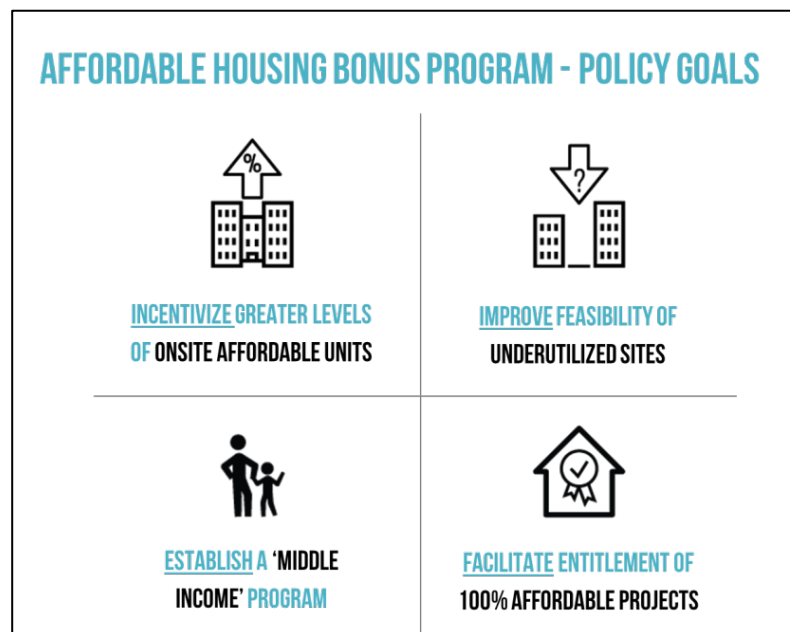 AFFORDABLE HOUSING BONUS PROGRAM - POLICY GOALS
%
?
INCENTIVIZE GREATER LEVELS
OF ONSITE AFFORDABLE UNITS
IMPROVE FEASIBILITY OF
UNDERUTILIZED SITES
ESTABLISH A ‘MIDDLE
INCOME’ PROGRAM
FACILITATE ENTITLEMENT OF
100% AFFORDABLE PROJECTS